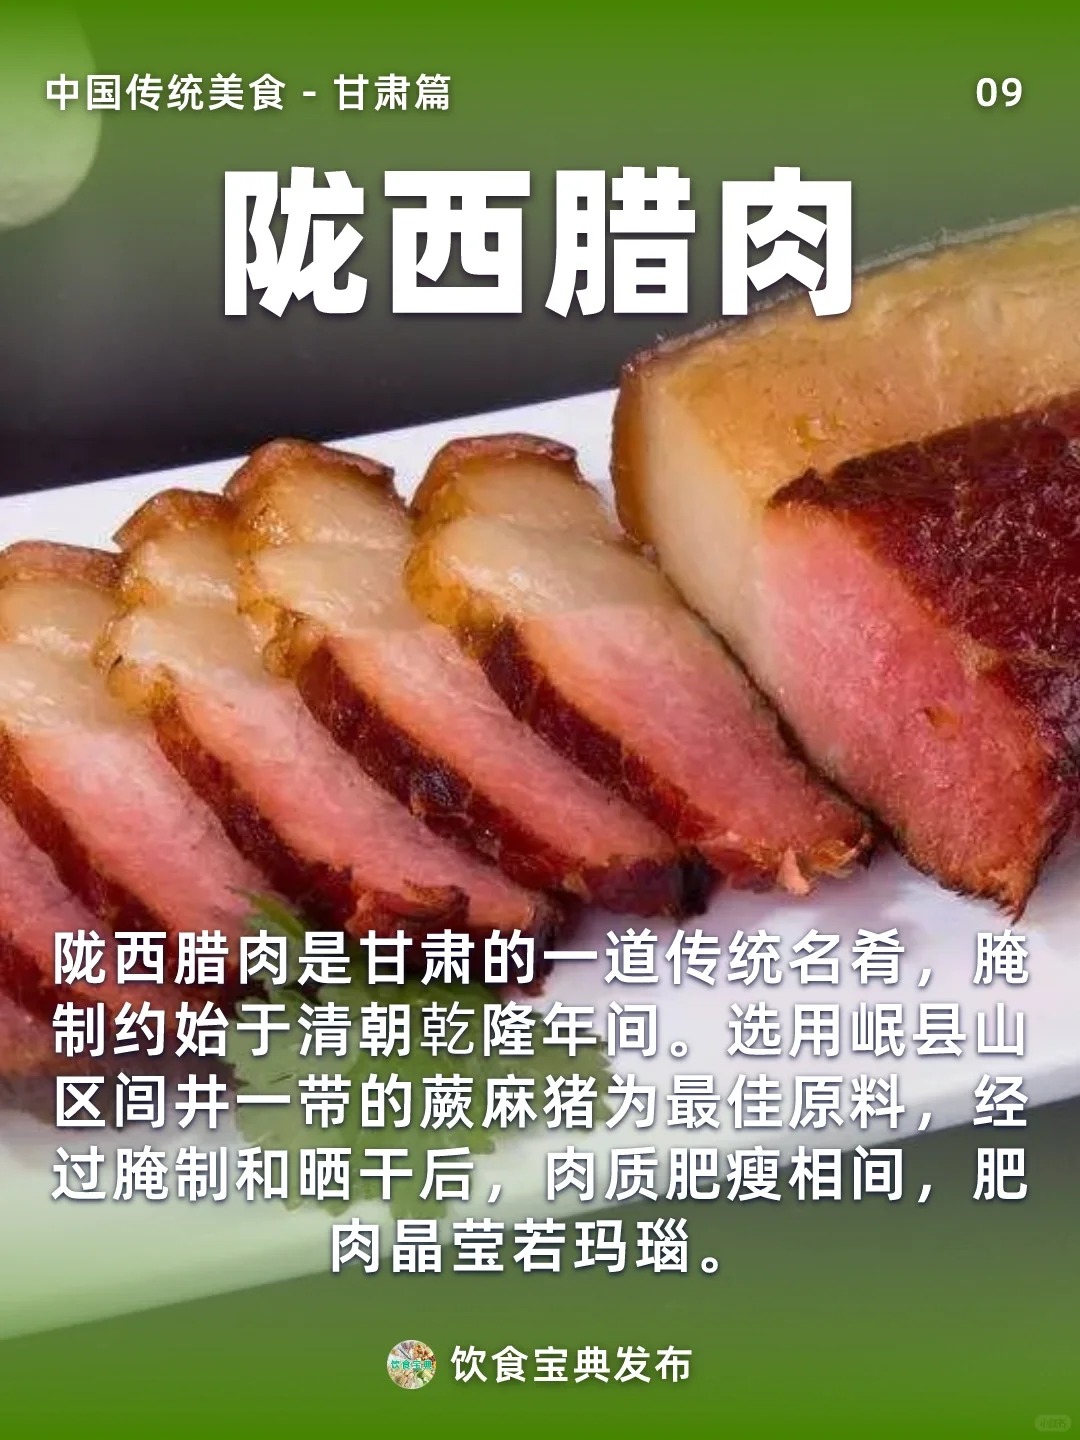 中国传统美食 - 甘肃篇
09
陇西腊肉
陇西腊肉是甘肃的一道传统名肴，腌
制约始于清朝乾隆年间。选用岷县山
区闾井一带的蕨麻猪为最佳原料，经
过腌制和晒干后，肉质肥瘦相间，肥
肉晶莹若玛瑙。
饮食宝典
饮食宝典发布